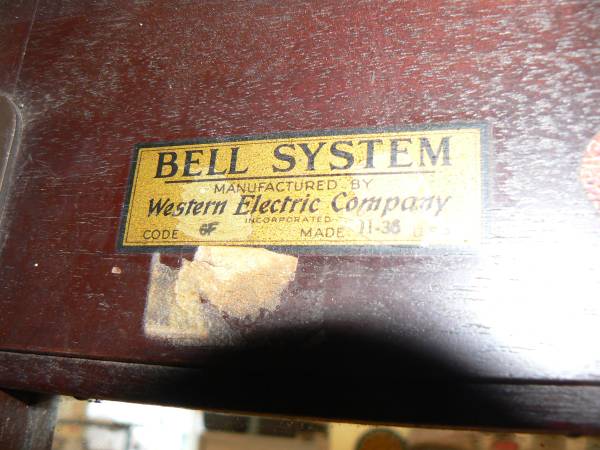 BELL SYSTEM
MANUFACTURED BY
Western Electric Company
INCORPORATED
CODE 6F MADE 11-38